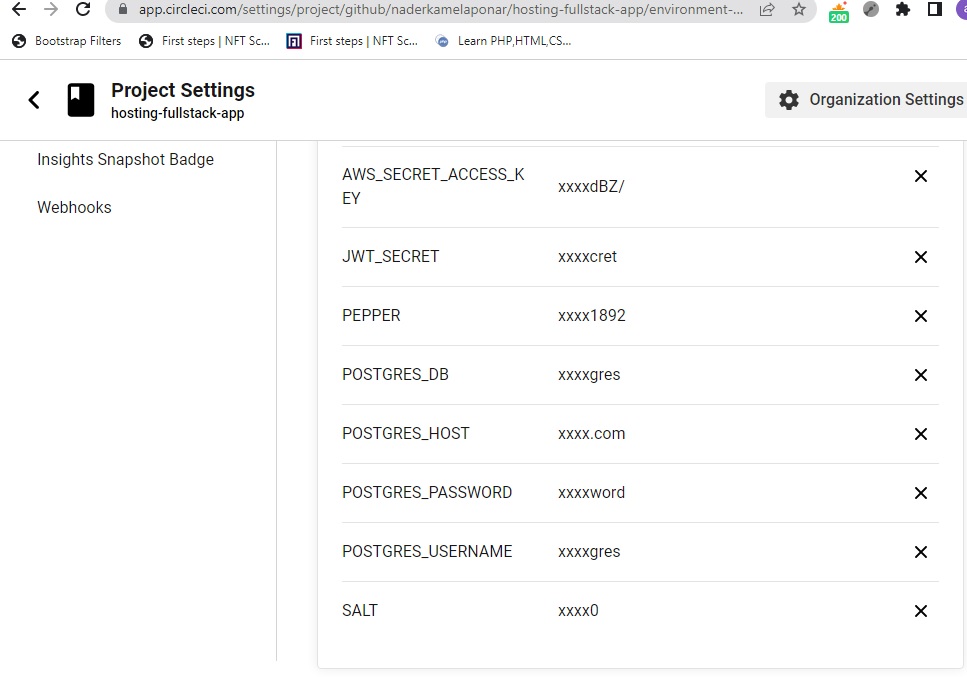 app.circleci.com/settings/project/github/naderkamelaponar/hosting-fullstack-app/environment-...
200
Bootstrap Filters
First steps | NFT Sc...
First steps | NFT Sc...
Learn PHP,HTML,CS...
Project Settings
hosting-fullstack-app
Organization Settings
Insights Snapshot Badge
Webhooks
AWS_SECRET_ACCESS_K
EY
xxxxdBZ/
JWT_SECRET
xxxxcret
PEPPER
xxxx1892
POSTGRES_DB
xxxxgres
POSTGRES_HOST
xxxx.com
POSTGRES_PASSWORD
xxxxword
POSTGRES_USERNAME
xxxxgres
SALT
xxxx0